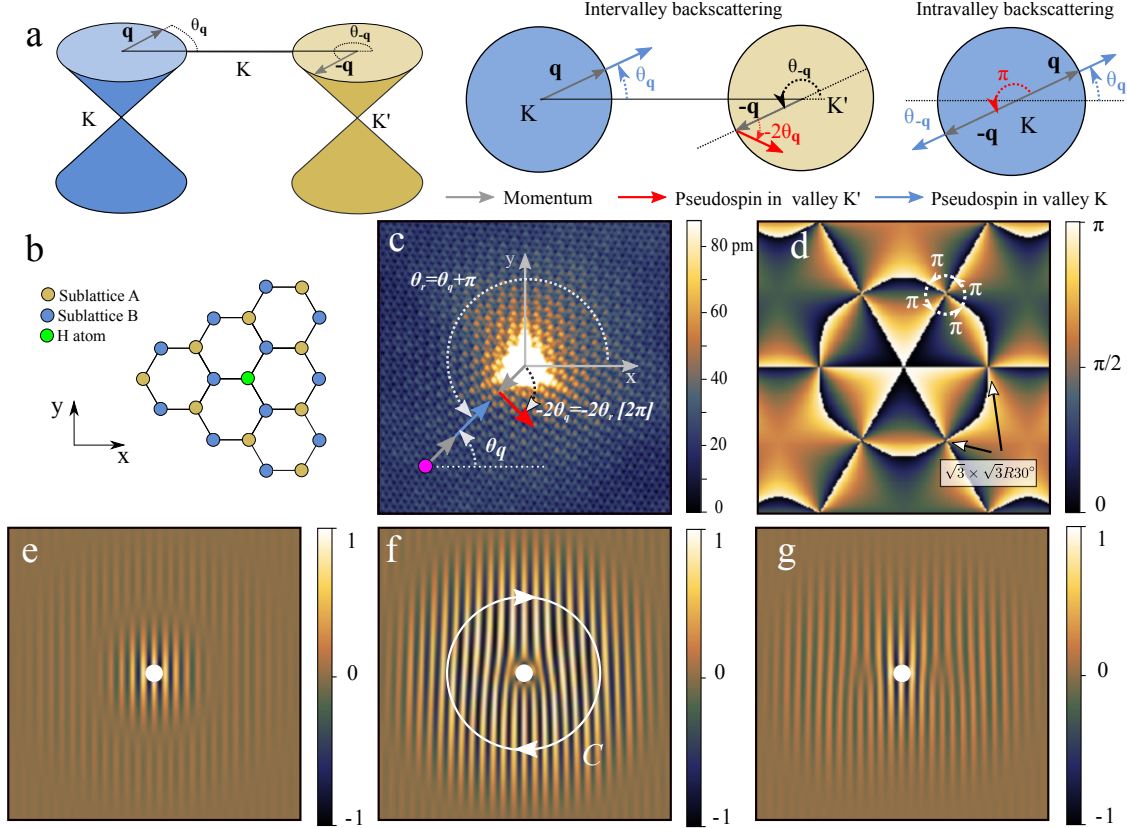 a
θq
q
θ-q
-q
K
K
K'
Intervalley backscattering
q
θq
K
θ-q
K'
-q
-2θq
Intravalley backscattering
π
q
θq
θ-q
-q
K
Momentum
Pseudospin in valley K'
Pseudospin in valley K
b
Sublattice A
Sublattice B
H atom
y
x
c
y
θr=θq+π
x
-2θq=-2θr [2π]
θq
80 pm
60
40
20
0
d
π
π
π
π
√3 × √3R30°
π
π/2
0
e
1
0
-1
f
C
1
0
-1
g
1
0
-1